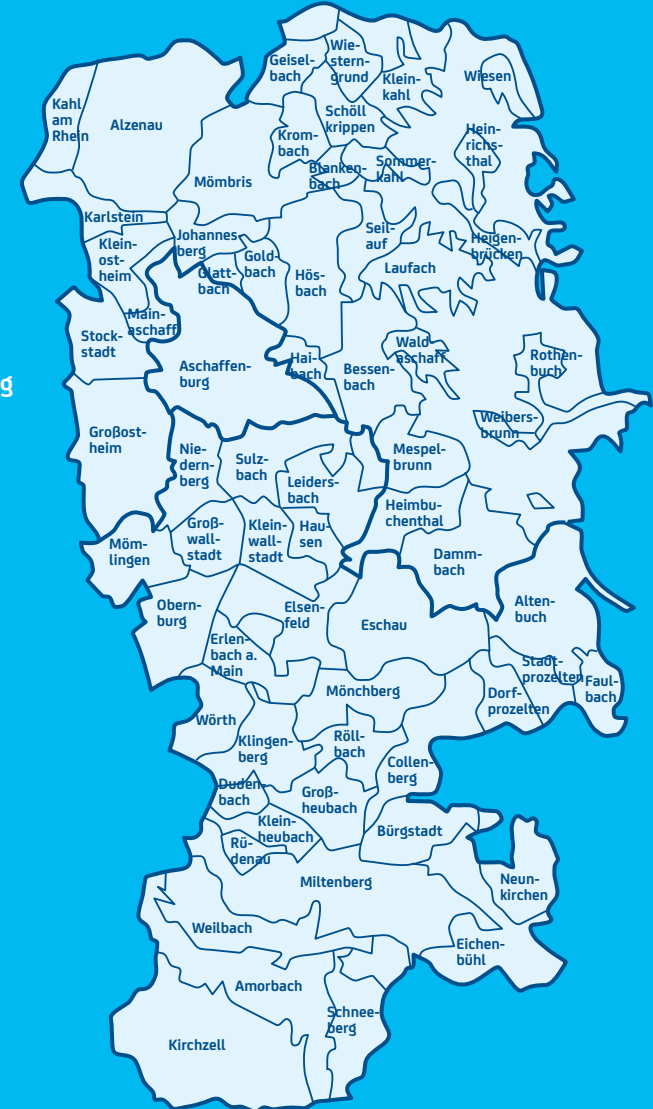 Geisel-
bach
Wie-
stern-
grund
Klein-
kahl
Wiesen
Kahl
am
Rhein
Alzenau
Schöll
krippen
Krom-
bach
Hein-
richs-
thal
Blanken-
bach
Sommer-
kahl
Mömbris
Karlstein
Johannes-
berg
Klein-
ost-
heim
Glatt-
bach
Gold-
bach
Hös-
bach
Seil-
auf
Laufach
Heigen-
brücken
Main-
aschaff
Stock-
stadt
Aschaffen-
burg
Hai-
bach
Bessen-
bach
Wald
aschaff
Rothen-
buch
g
Großost-
heim
Nie-
dern-
berg
Sulz-
bach
Leiders-
bach
Mespel-
brunn
Weibers-
brunn
Heimbu-
chenthal
Möm-
lingen
Groß-
wall-
stadt
Klein-
wall-
stadt
Hau-
sen
Damm-
bach
Obern-
burg
Elsen-
feld
Eschau
Alten-
buch
Erlen-
bach a.
Main
Mönchberg
Stadt-
prozelten
Dorf-
prozelten
Faul-
bach
Wörth
Klingen-
berg
Röll-
bach
Collen-
berg
Duden-
bach
Groß-
heubach
Klein-
heubach
Bürgstadt
Rü-
denau
Miltenberg
Neun-
kirchen
Weilbach
Eichen-
bühl
Amorbach
Schnee-
berg
Kirchzell